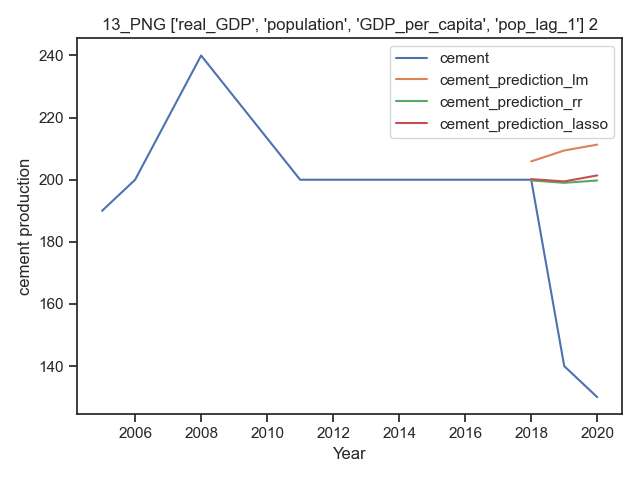 13_PNG ['real_GDP', 'population', 'GDP_per_capita', 'pop_lag_1'] 2
cement
cement_prediction_lm
cement_prediction_rr
cement_prediction_lasso
cement production
240
220
200
180
160
140
2006 2008 2010 2012 2014 2016 2018 2020
Year